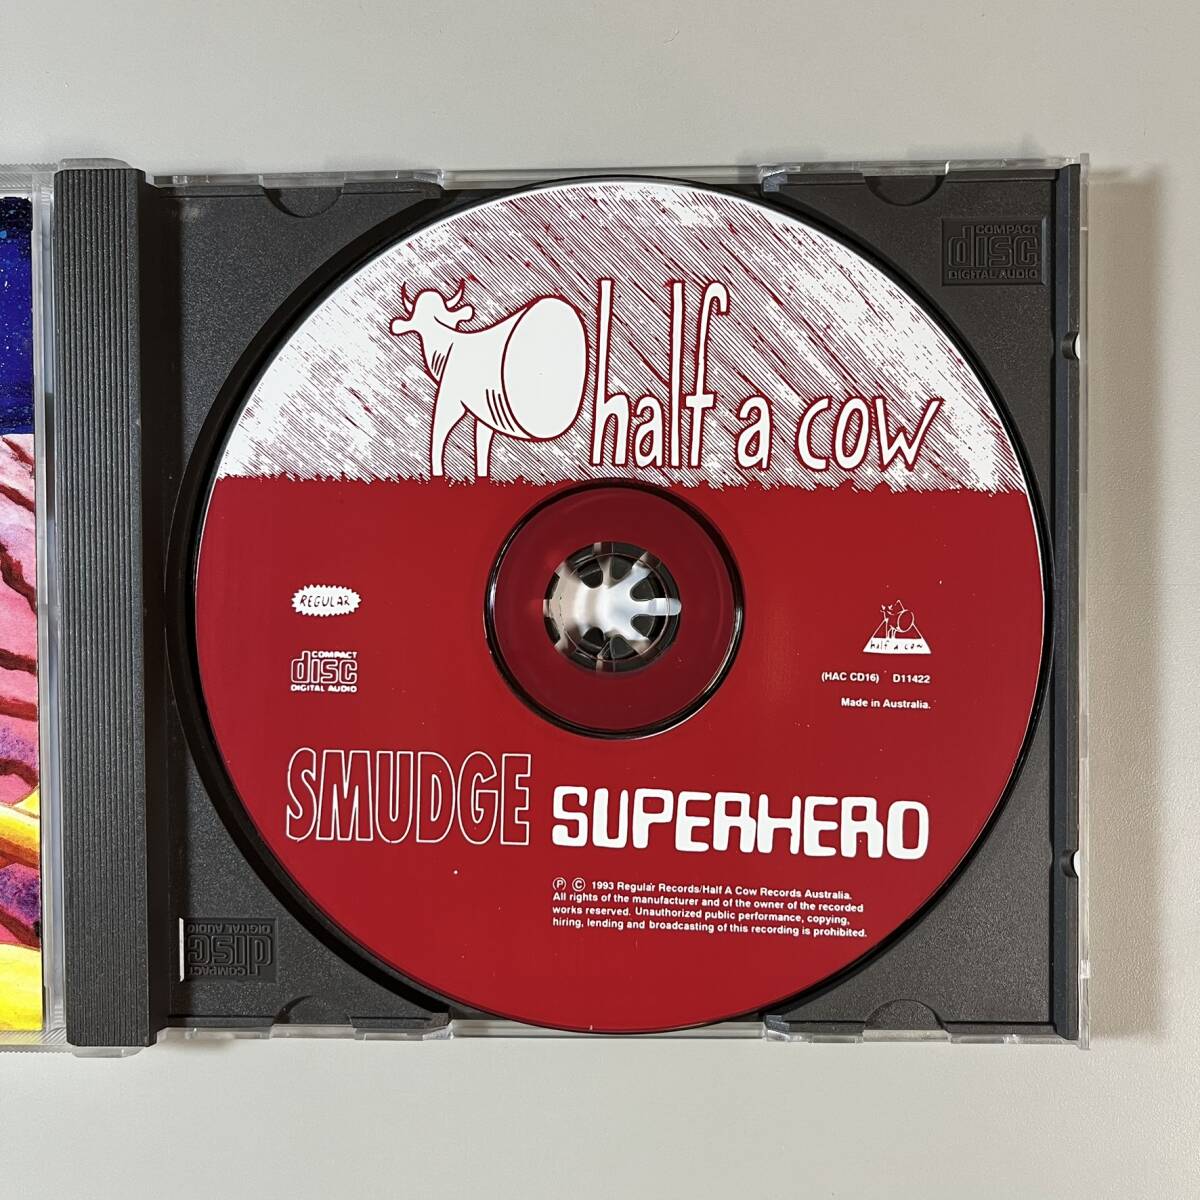 COMPACT
disc
DIGITAL AUDIO
half a cow
REGULAR
half a cow
COMPACT
disc
DIGITAL AUDIO
(HAC CD16) D11422
Made in Australia.
SMUDGE SUPERHERO
Ⓟ © 1993 Regular Records/Half A Cow Records Australia.
All rights of the manufacturer and of the owner of the recorded
works reserved. Unauthorized public performance, copying,
hiring, lending and broadcasting of this recording is prohibited.
COMPACT
disc
DIGITAL AUDIO